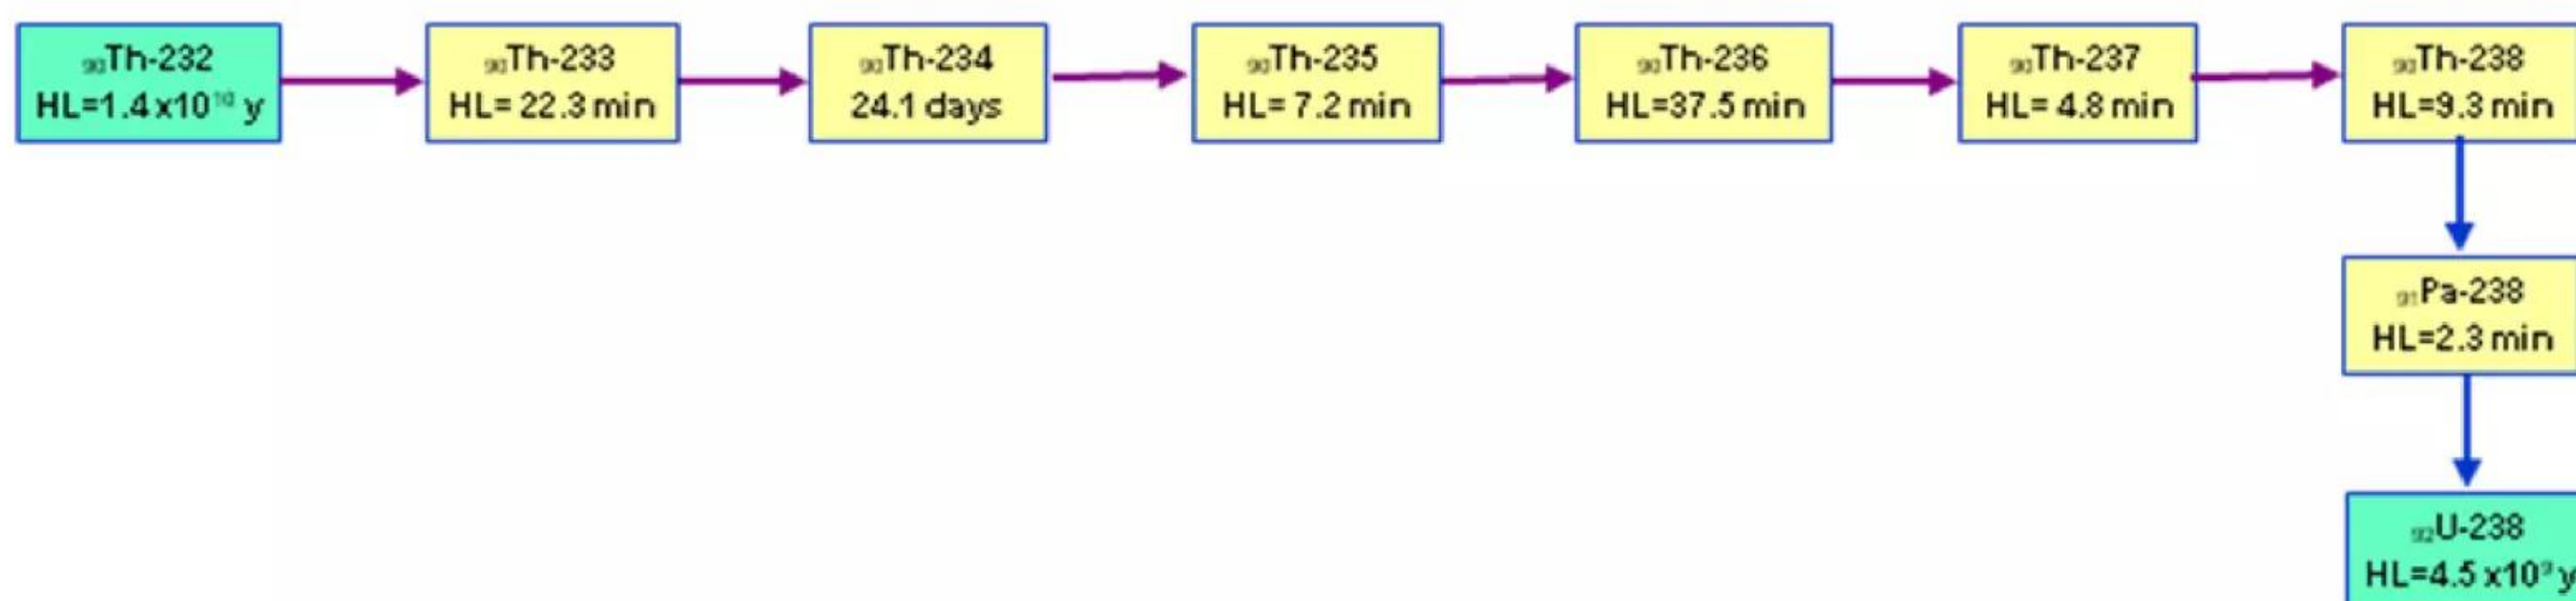 ₉₀Th-232
HL=1.4 x10¹⁰ y
₉₀Th-233
HL= 22.3 min
₉₀Th-234
24.1 days
₉₀Th-235
HL= 7.2 min
₉₀Th-236
HL=37.5 min
₉₀Th-237
HL= 4.8 min
₉₀Th-238
HL=9.3 min
₉₁Pa-238
HL=2.3 min
₉₂U-238
HL=4.5 x10⁹ y